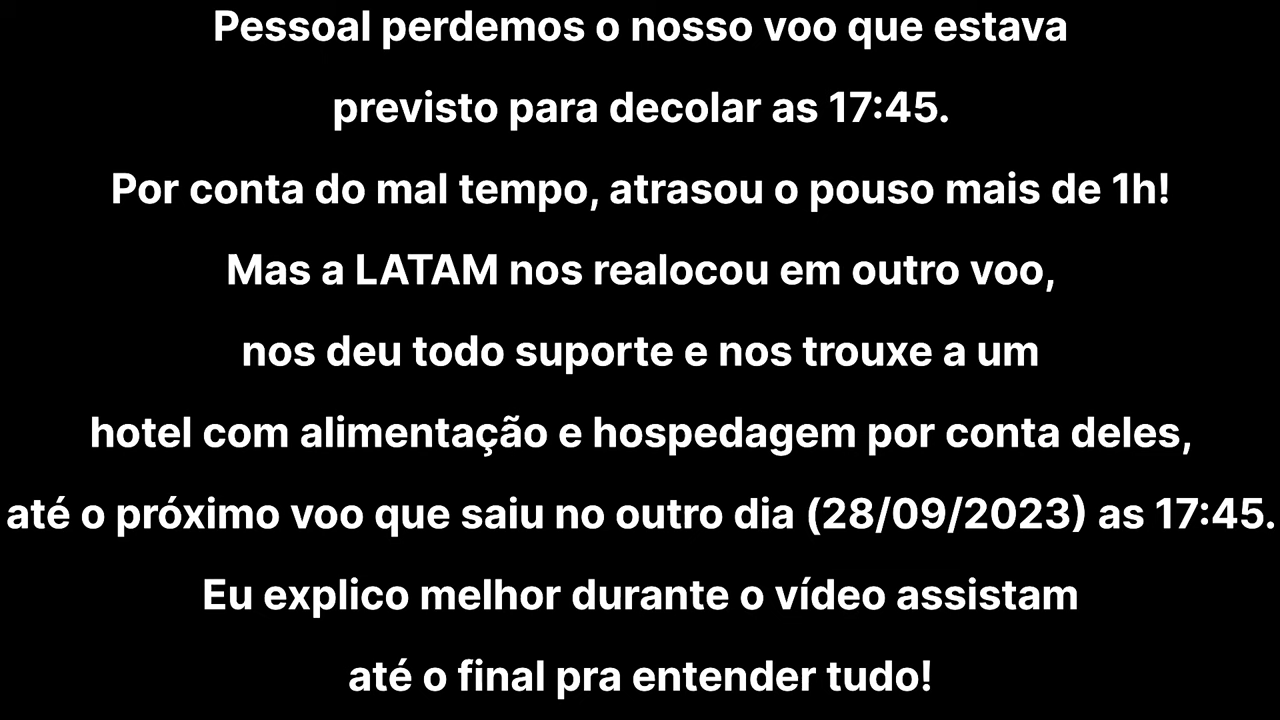 Pessoal perdemos o nosso voo que estava
previsto para decolar as 17:45.
Por conta do mal tempo, atrasou o pouso mais de 1h!
Mas a LATAM nos realocou em outro voo,
nos deu todo suporte e nos trouxe a um
hotel com alimentação e hospedagem por conta deles,
até o próximo voo que saiu no outro dia (28/09/2023) as 17:45.
Eu explico melhor durante o vídeo assistam
até o final pra entender tudo!